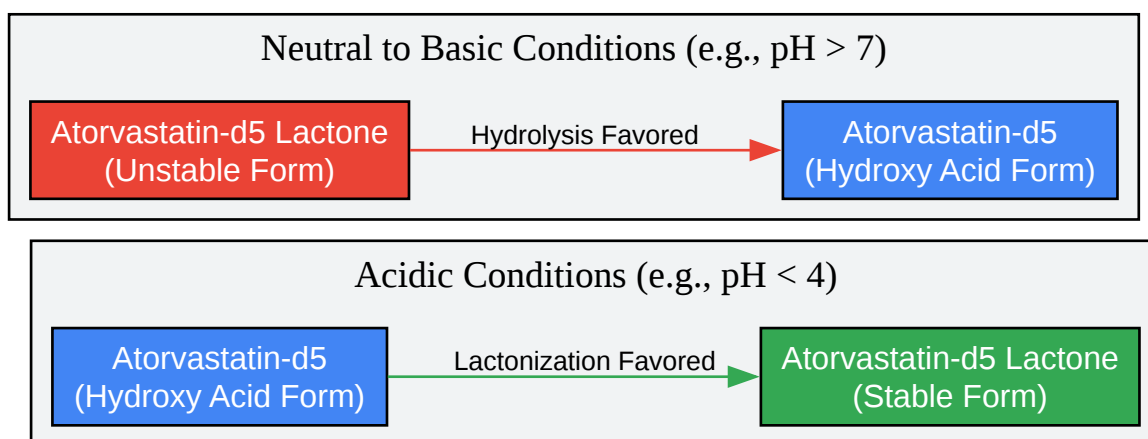 Neutral to Basic Conditions (e.g., pH > 7)
Atorvastatin-d5 Lactone
(Unstable Form)
Hydrolysis Favored
Atorvastatin-d5
(Hydroxy Acid Form)
Acidic Conditions (e.g., pH < 4)
Atorvastatin-d5
(Hydroxy Acid Form)
Lactonization Favored
Atorvastatin-d5 Lactone
(Stable Form)